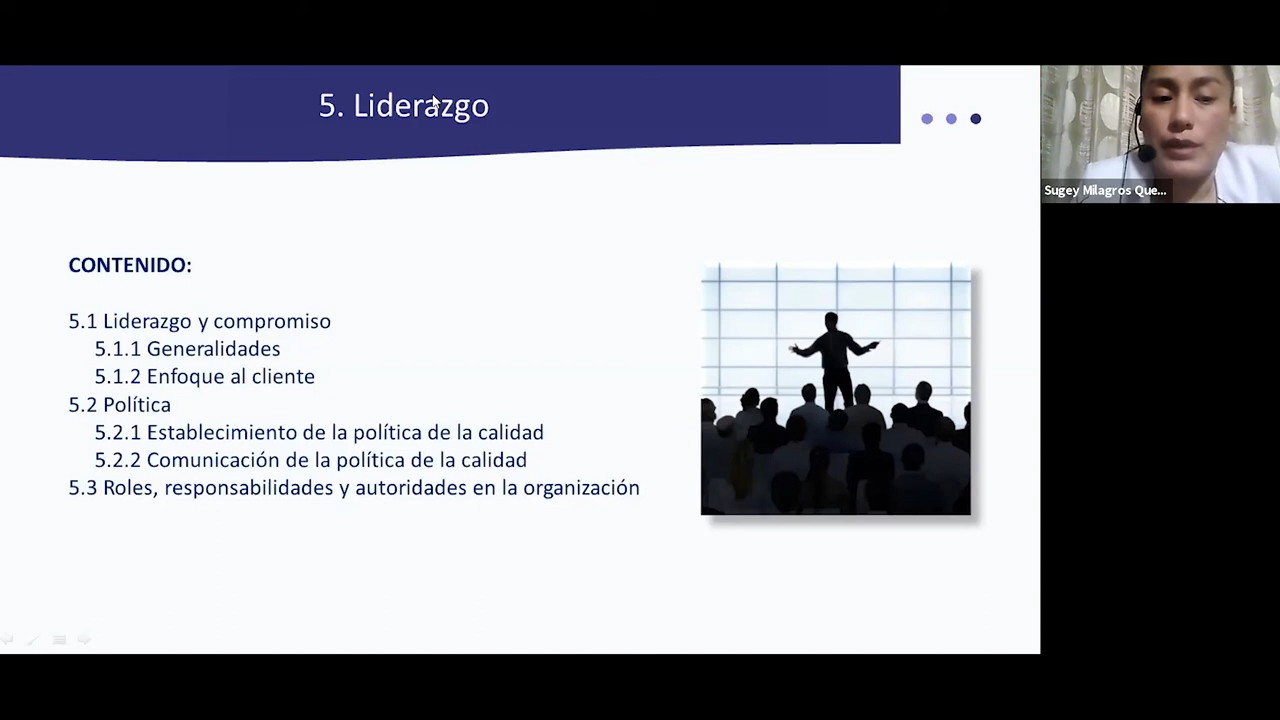 5. Liderazgo
Sugey Milagros Que...
CONTENIDO:
5.1 Liderazgo y compromiso
5.1.1 Generalidades
5.1.2 Enfoque al cliente
5.2 Política
5.2.1 Establecimiento de la política de la calidad
5.2.2 Comunicación de la política de la calidad
5.3 Roles, responsabilidades y autoridades en la organización